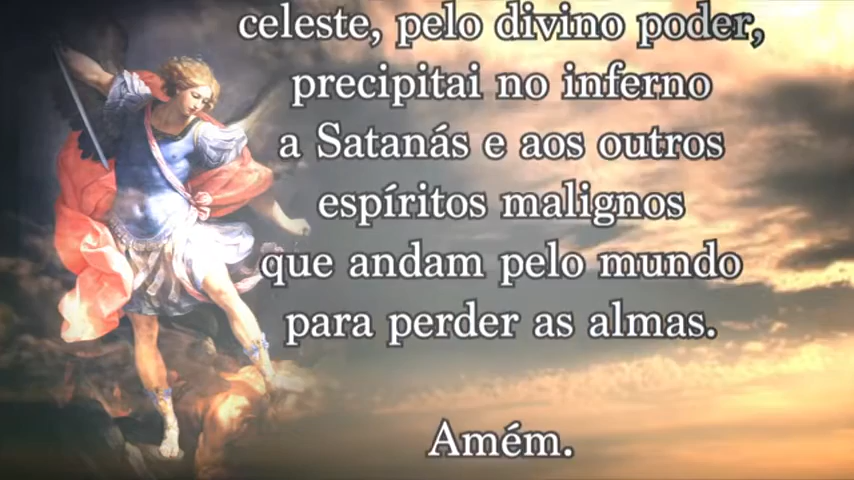 celeste, pelo divino poder,
precipitai no inferno
a Satanás e aos outros
espíritos malignos
que andam pelo mundo
para perder as almas.
Amém.